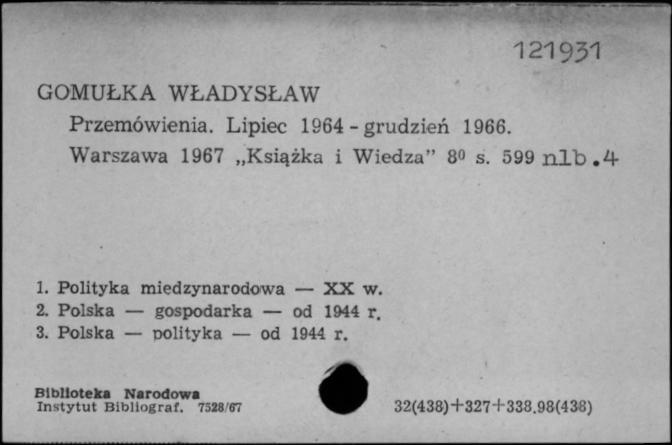 121931
GOMUŁKA WŁADYSŁAW
Przemówienia. Lipiec 1964 - grudzień 1966.
Warszawa 1967 „Książka i Wiedza” 8⁰ s. 599 nlb.4
1. Polityka miedzynarodowa — XX w.
2. Polska — gospodarka — od 1944 r.
3. Polska — polityka — od 1944 r.
Biblioteka Narodowa
Instytut Bibliograf. 7528/67
32(438)+327+338.98(438)